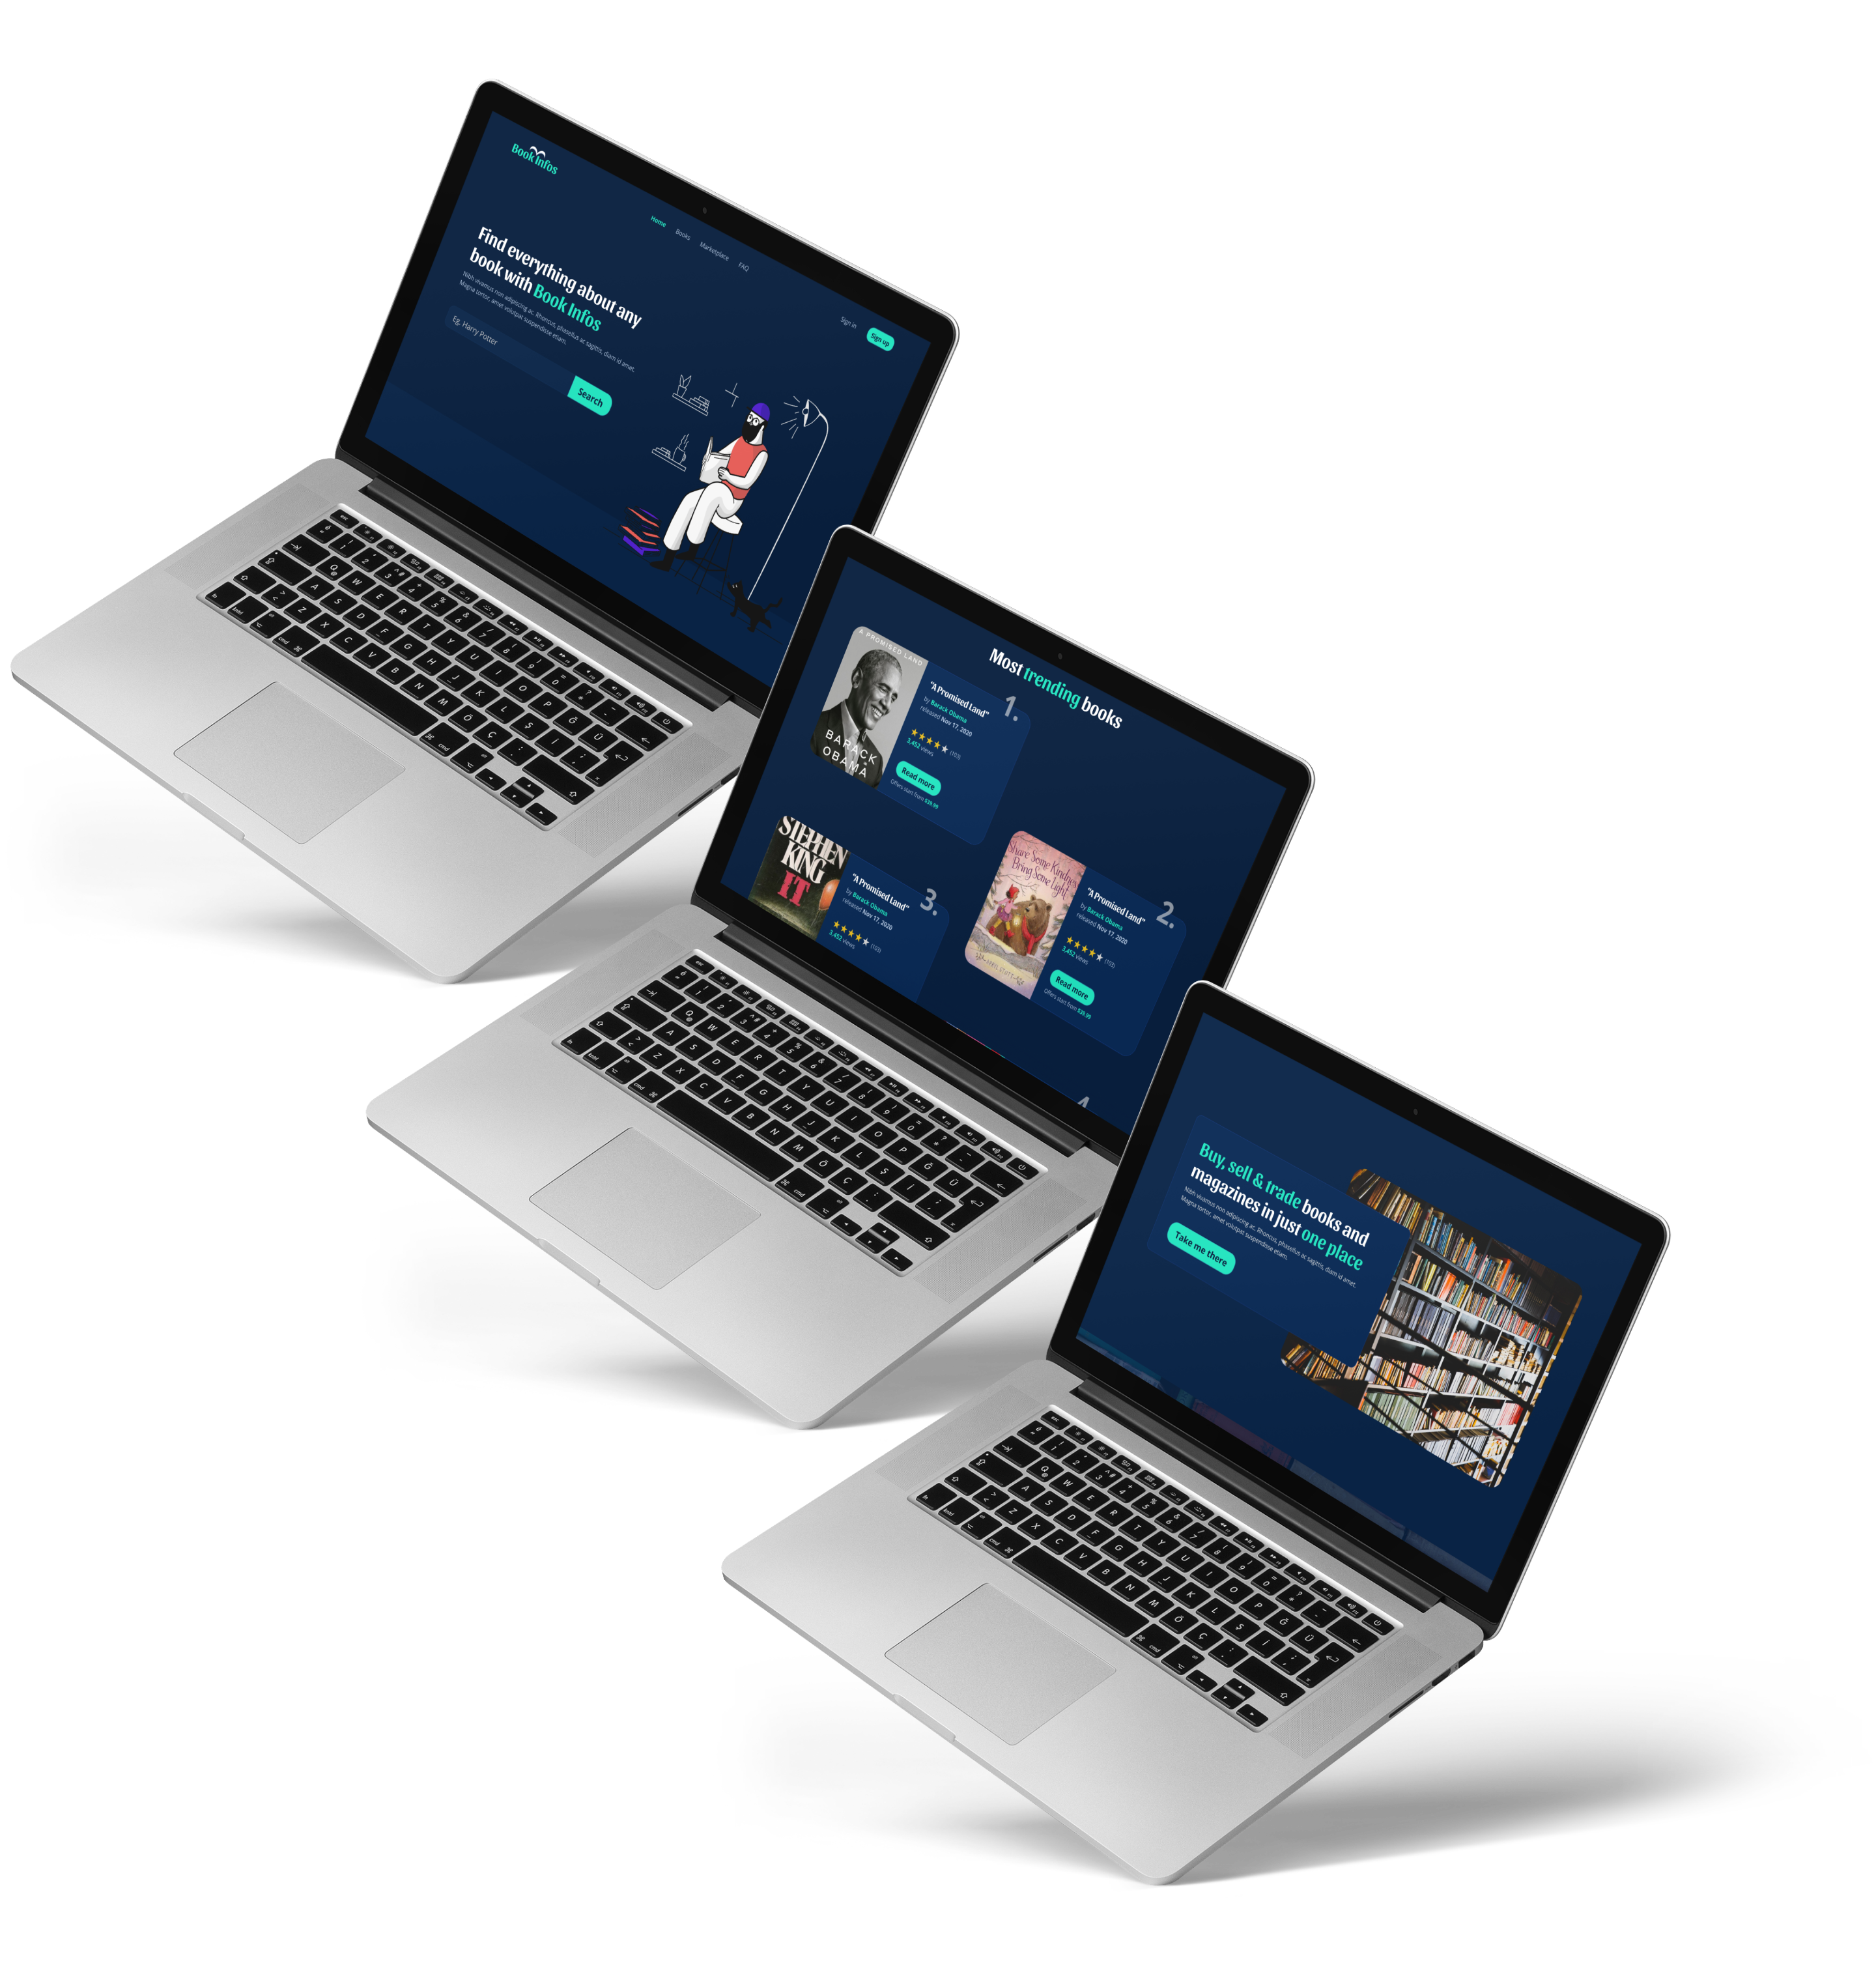 Book Infos
Home Books Marketplace FAQ
Sign in Sign up
Find everything about any
book with Book Infos
Nibh vivamus non adipiscing ac. Rhoncus, phasellus ac sagittis, diam id amet.
Magna tortor, amet volutpat suspendisse etiam.
Eg. Harry Potter
Search
Most trending books
A PROMISED LAND
BARACK
OBAMA
1.
"A Promised Land"
by Barack Obama
released Nov 17, 2020
(103)
3,452 views
Read more
Offers start from $39.99
Share Some Kindness
Bring Some Light
2.
"A Promised Land"
by Barack Obama
released Nov 17, 2020
(103)
3,452 views
Read more
Offers start from $39.99
STEPHEN
KING
IT
3.
"A Promised Land"
by Barack Obama
released Nov 17, 2020
(103)
3,452 views
4
Buy, sell & trade books and
magazines in just one place
Nibh vivamus non adipiscing ac. Rhoncus, phasellus ac sagittis, diam id amet.
Magna tortor, amet volutpat suspendisse etiam.
Take me there